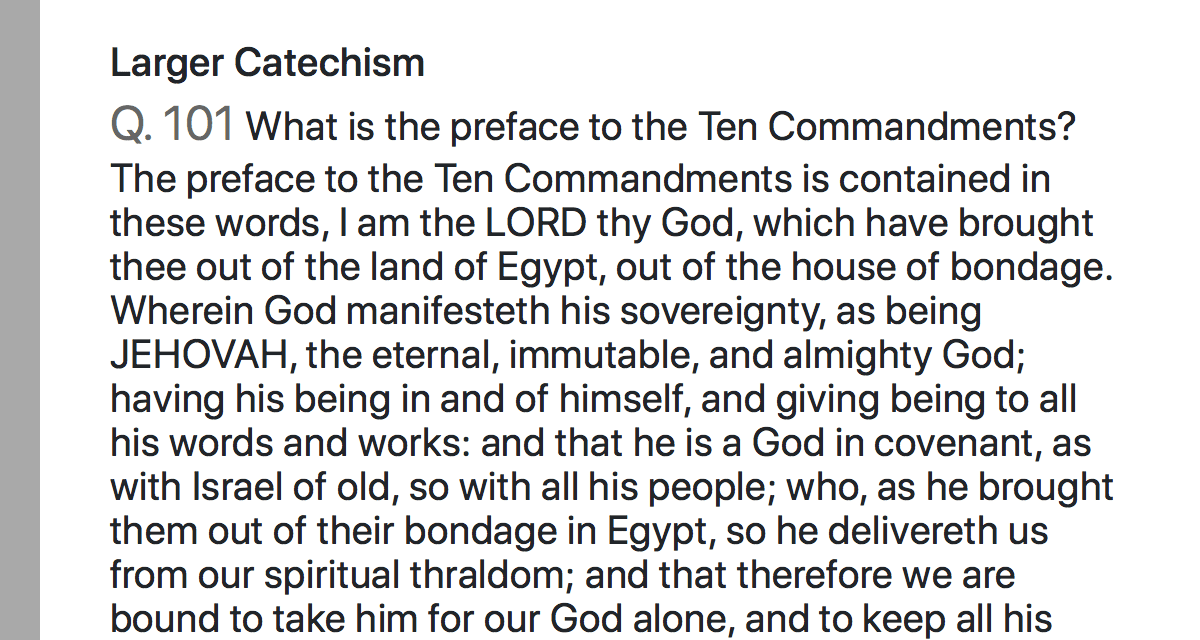 Larger Catechism
Q. 101 What is the preface to the Ten Commandments?
The preface to the Ten Commandments is contained in
these words, I am the LORD thy God, which have brought
thee out of the land of Egypt, out of the house of bondage.
Wherein God manifesteth his sovereignty, as being
JEHOVAH, the eternal, immutable, and almighty God;
having his being in and of himself, and giving being to all
his words and works: and that he is a God in covenant, as
with Israel of old, so with all his people; who, as he brought
them out of their bondage in Egypt, so he delivereth us
from our spiritual thraldom; and that therefore we are
bound to take him for our God alone, and to keep all his